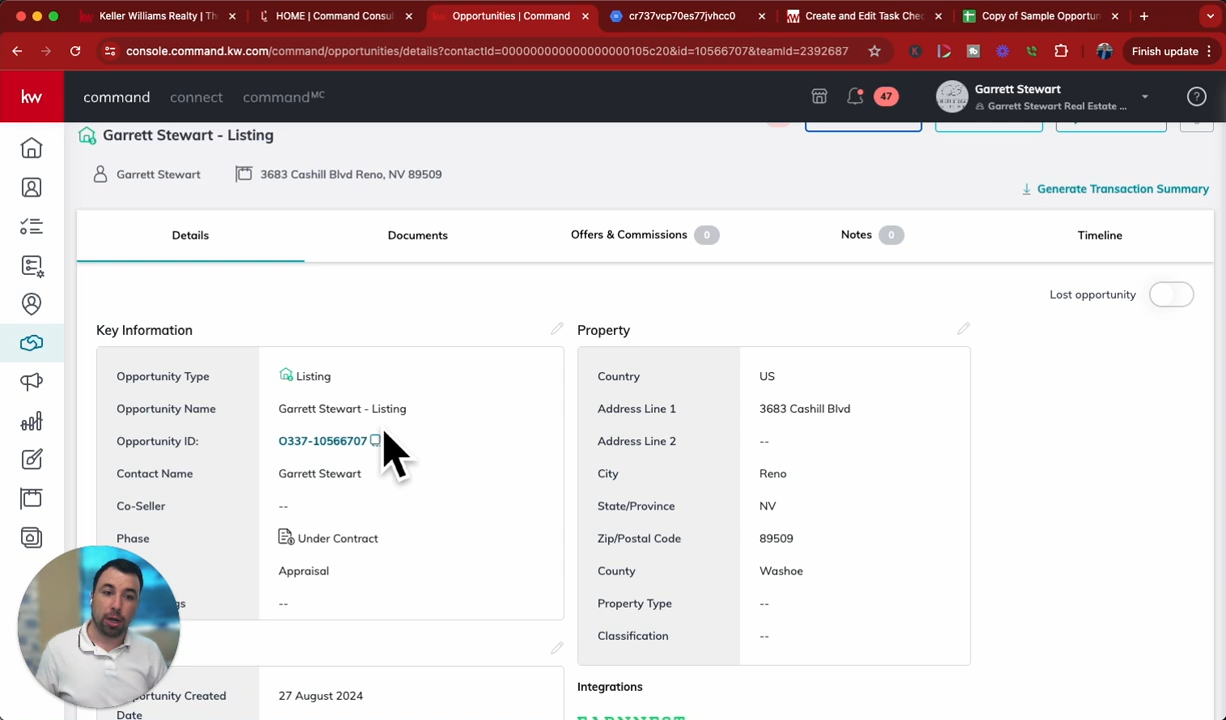 Keller Williams Realty | Th
HOME | Command Consul
Opportunities | Command
cr737vcp70es77jvhcc0
Create and Edit Task Chec
Copy of Sample Opportun
console.command.kw.com/command/opportunities/details?contactId=000000000000000000105c20&id=10566707&teamId=2392687
Finish update
kw
command
connect
commandMC
47
Garrett Stewart
Garrett Stewart Real Estate ...
Garrett Stewart - Listing
Garrett Stewart
3683 Cashill Blvd Reno, NV 89509
Generate Transaction Summary
Details
Documents
Offers & Commissions 0
Notes 0
Timeline
Lost opportunity
Key Information
Opportunity Type
Listing
Opportunity Name
Garrett Stewart - Listing
Opportunity ID:
O337-10566707
Contact Name
Garrett Stewart
Co-Seller
--
Phase
Under Contract
Appraisal
gs
--
Property
Country
US
Address Line 1
3683 Cashill Blvd
Address Line 2
--
City
Reno
State/Province
NV
Zip/Postal Code
89509
County
Washoe
Property Type
--
Classification
--
portunity Created
Date
27 August 2024
Integrations